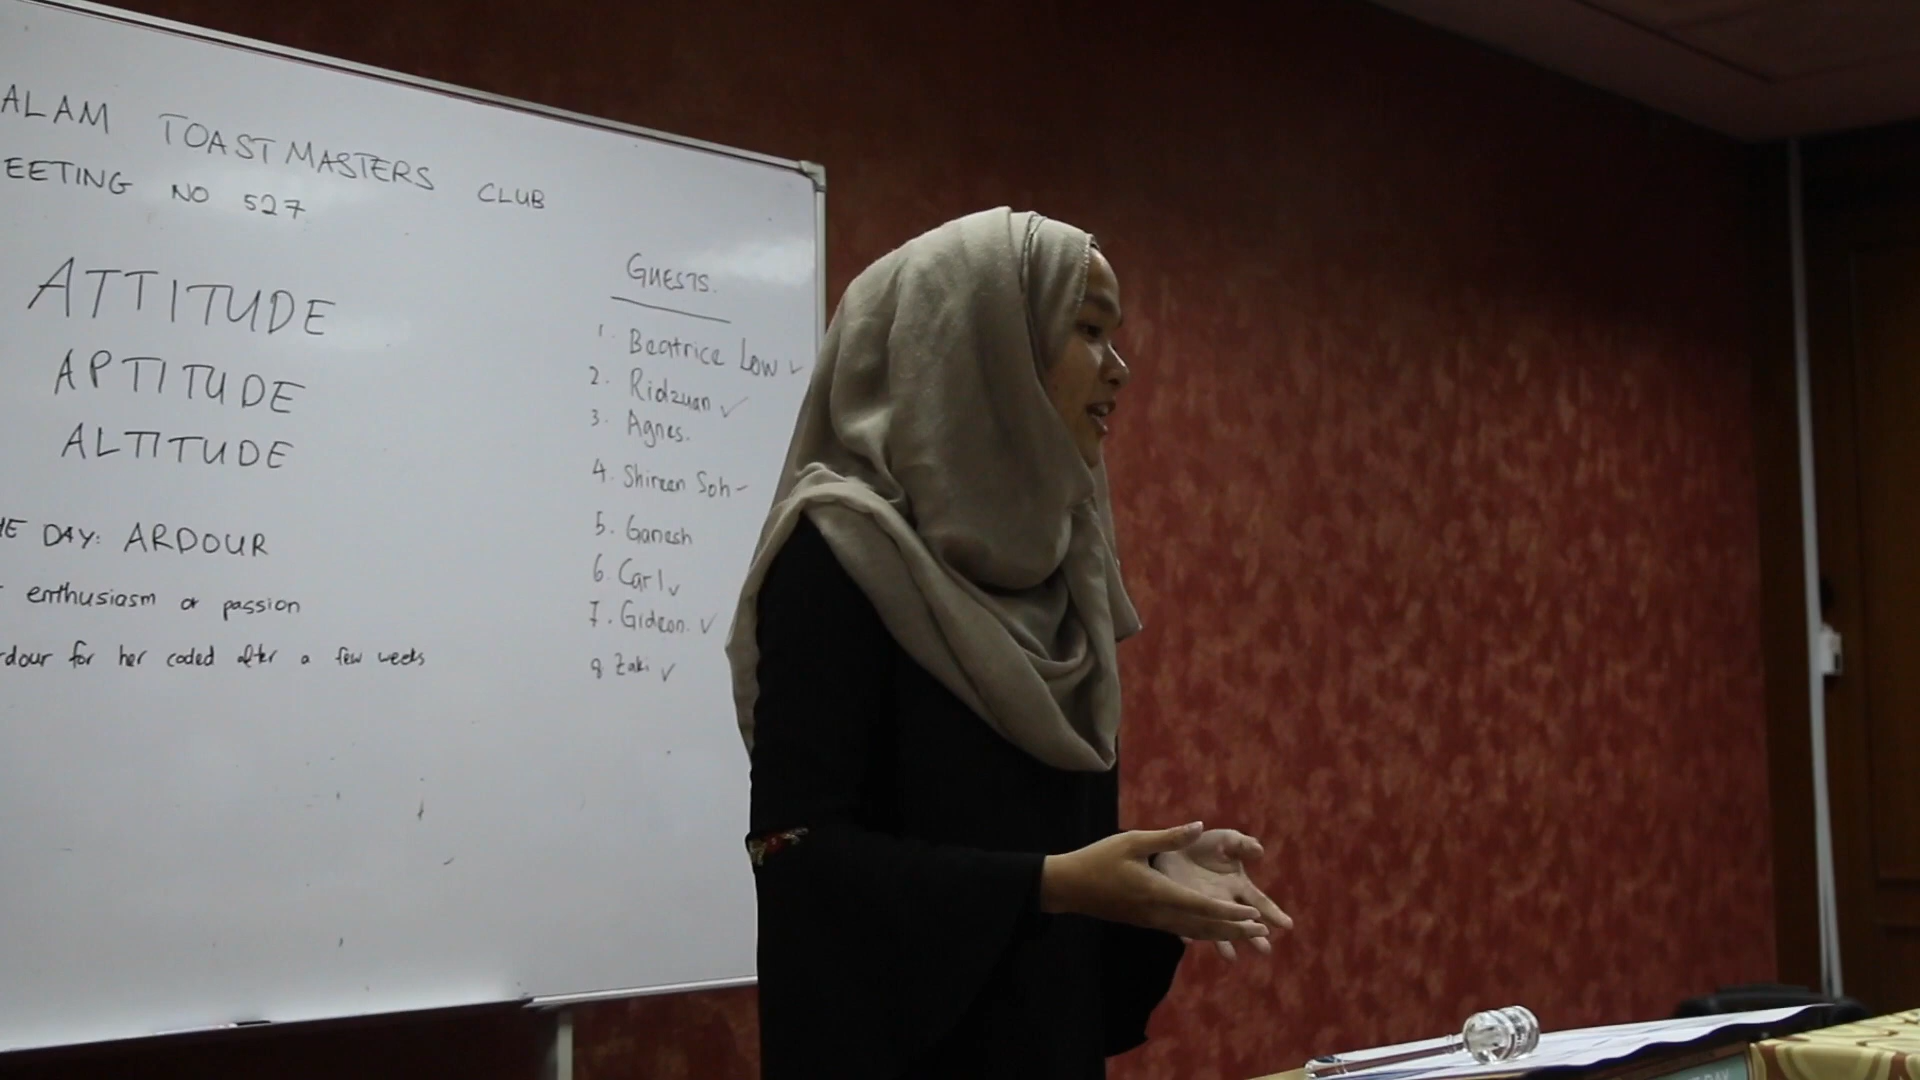 ALAM TOASTMASTERS CLUB
EETING NO 527
ATTITUDE
APTITUDE
ALTITUDE
HE DAY: ARDOUR
enthusiasm or passion
rdour for her coded after a few weeks
GUESTS.
1. Beatrice Low ✓
2. Ridzuan ✓
3. Agnes.
4. Shireen Soh -
5. Ganesh
6. Carl ✓
7. Gideon. ✓
8 Zaki ✓
DAY